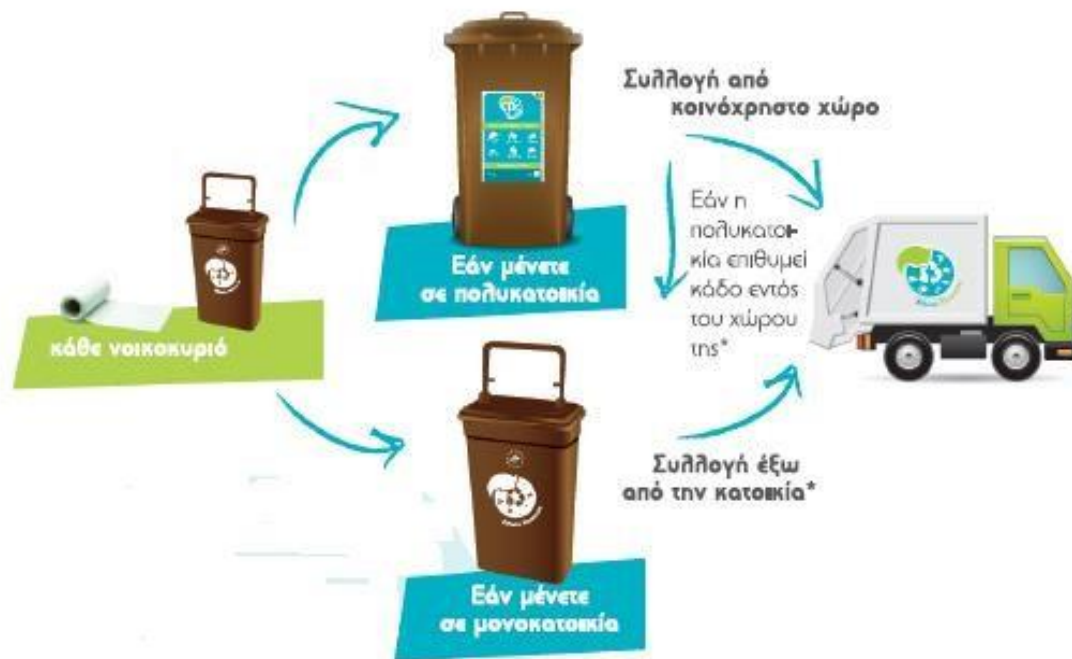 Συλλογή από
κοινόχρηστο χώρο
Εάν η
πολυκατοι-
κία επιθυμεί
κάδο εντός
του χώρου
της*
Εάν μένετε
σε πολυκατοικία
κάθε νοικοκυριό
Συλλογή έξω
από την κατοικία*
Εάν μένετε
σε μονοκατοικία